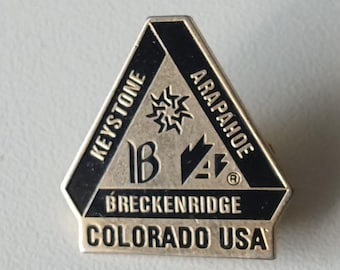 KEYSTONE
ARAPAHOE
B A ®
BRECKENRIDGE
COLORADO USA